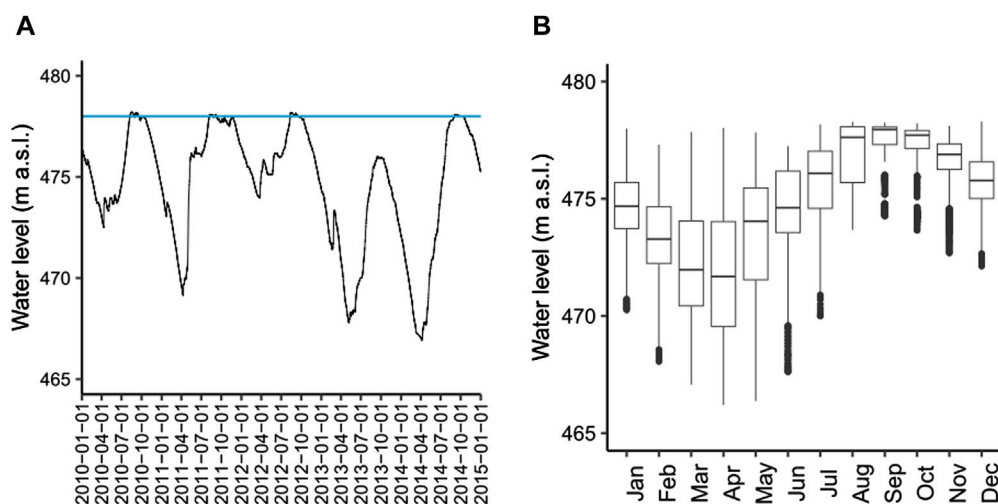 A
Water level (m a.s.l.)
480
475
470
465
2010−01−01
2010−04−01
2010−07−01
2010−10−01
2011−01−01
2011−04−01
2011−07−01
2011−10−01
2012−01−01
2012−04−01
2012−07−01
2012−10−01
2013−01−01
2013−04−01
2013−07−01
2013−10−01
2014−01−01
2014−04−01
2014−07−01
2014−10−01
2015−01−01
B
Water level (m a.s.l.)
480
475
470
465
Jan
Feb
Mar
Apr
May
Jun
Jul
Aug
Sep
Oct
Nov
Dec